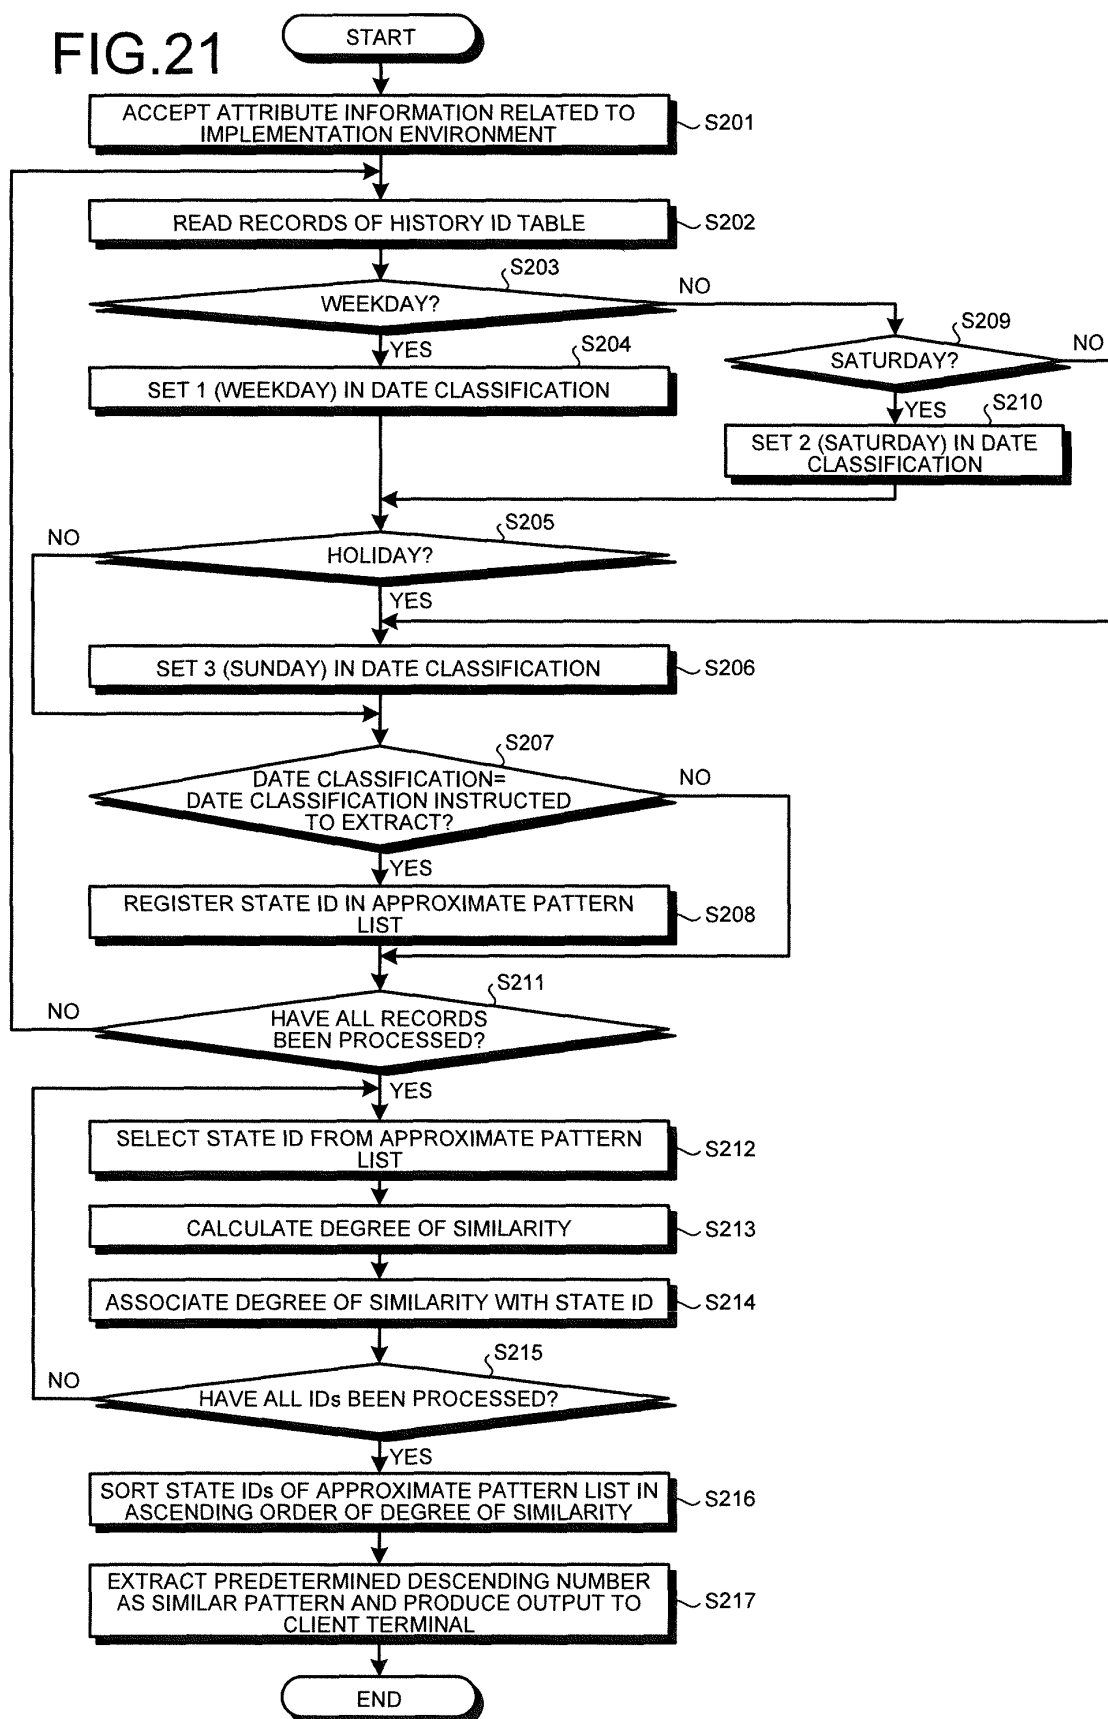 FIG.21
START
ACCEPT ATTRIBUTE INFORMATION RELATED TO
IMPLEMENTATION ENVIRONMENT
S201
READ RECORDS OF HISTORY ID TABLE
S202
S203
WEEKDAY?
NO
YES
S204
SET 1 (WEEKDAY) IN DATE CLASSIFICATION
S209
SATURDAY?
NO
YES
S210
SET 2 (SATURDAY) IN DATE
CLASSIFICATION
S205
HOLIDAY?
NO
YES
SET 3 (SUNDAY) IN DATE CLASSIFICATION
S206
S207
DATE CLASSIFICATION=
DATE CLASSIFICATION INSTRUCTED
TO EXTRACT?
NO
YES
REGISTER STATE ID IN APPROXIMATE PATTERN
LIST
S208
S211
HAVE ALL RECORDS
BEEN PROCESSED?
NO
YES
SELECT STATE ID FROM APPROXIMATE PATTERN
LIST
S212
CALCULATE DEGREE OF SIMILARITY
S213
ASSOCIATE DEGREE OF SIMILARITY WITH STATE ID
S214
S215
HAVE ALL IDs BEEN PROCESSED?
NO
YES
SORT STATE IDs OF APPROXIMATE PATTERN LIST IN
ASCENDING ORDER OF DEGREE OF SIMILARITY
S216
EXTRACT PREDETERMINED DESCENDING NUMBER
AS SIMILAR PATTERN AND PRODUCE OUTPUT TO
CLIENT TERMINAL
S217
END